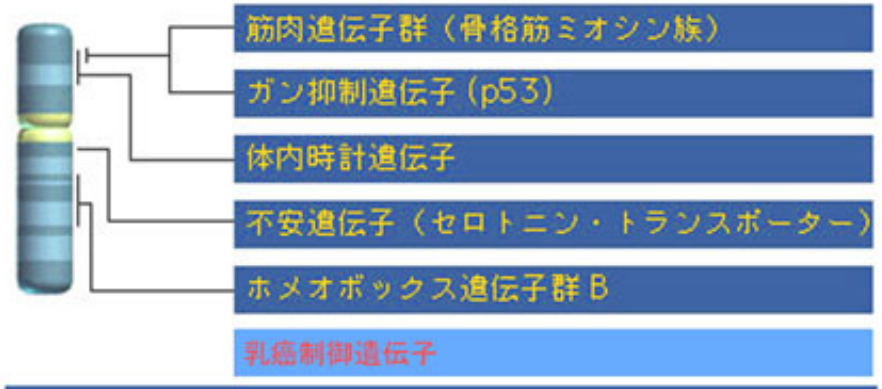 筋肉遺伝子群（骨格筋ミオシン族）
ガン抑制遺伝子(p53)
体内時計遺伝子
不安遺伝子（セロトニン・トランスポーター）
ホメオボックス遺伝子群B
乳癌制御遺伝子